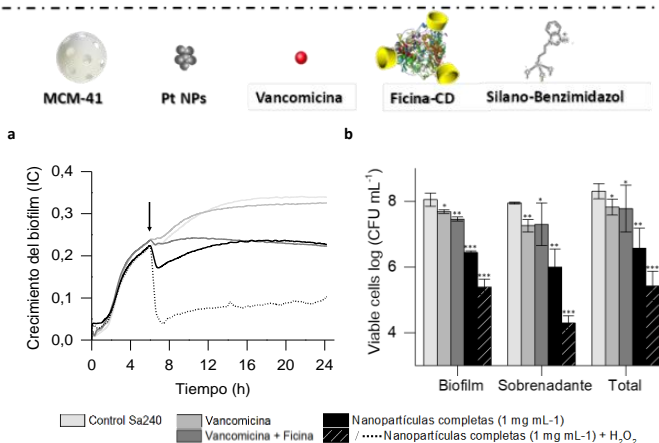 MCM-41 Pt NPs Vancomicina Ficina-CD Silano-Benzimidazol
a
Crecimiento del biofilm (IC)
0,4
0,3
0,2
0,1
0,0
0 4 8 12 16 20 24
Tiempo (h)
b
Viable cells log (CFU mL-1)
8
6
4
* ** *** ***
** * ** ***
* * ** ***
Biofilm Sobrenadante Total
Control Sa240 Vancomicina Nanopartículas completas (1 mg mL-1)
Vancomicina + Ficina / Nanopartículas completas (1 mg mL-1) + H2O2